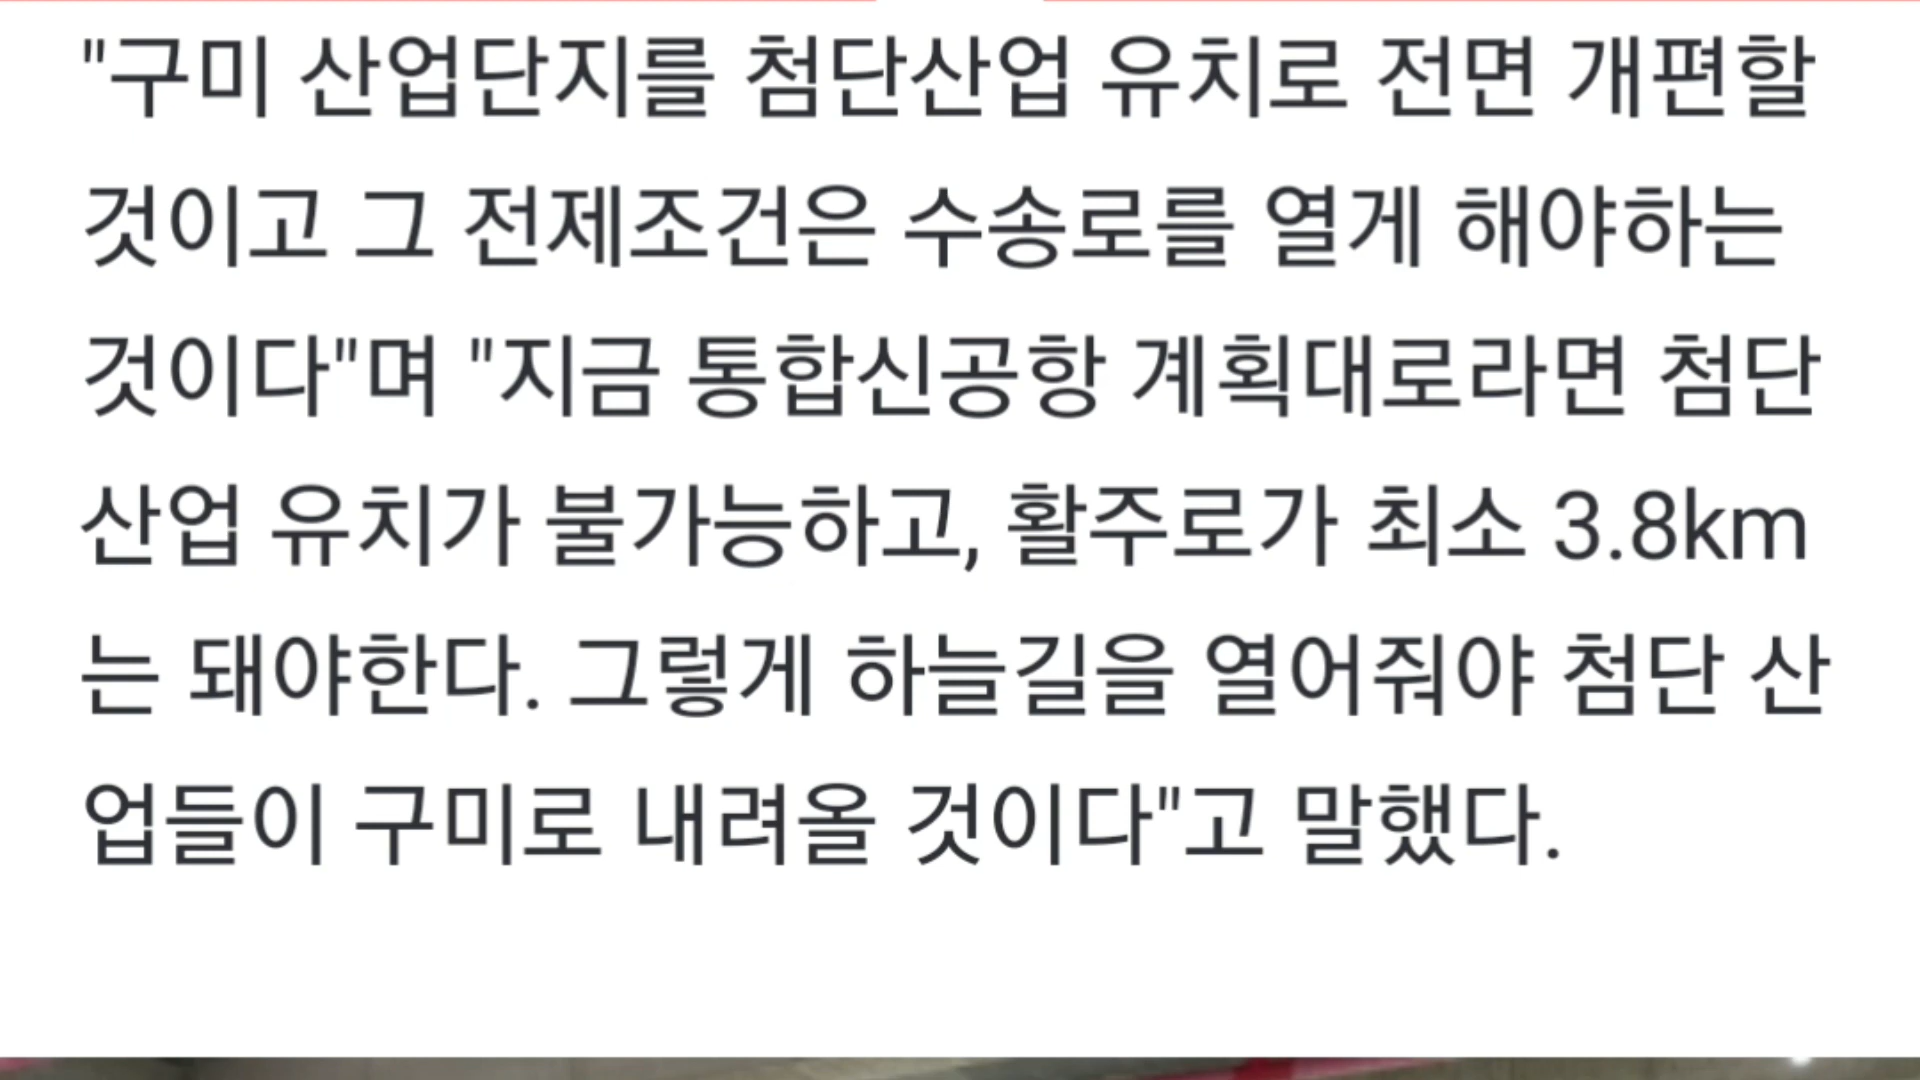 "구미 산업단지를 첨단산업 유치로 전면 개편할
것이고 그 전제조건은 수송로를 열게 해야하는
것이다"며 "지금 통합신공항 계획대로라면 첨단
산업 유치가 불가능하고, 활주로가 최소 3.8km
는 돼야한다. 그렇게 하늘길을 열어줘야 첨단 산
업들이 구미로 내려올 것이다"고 말했다.